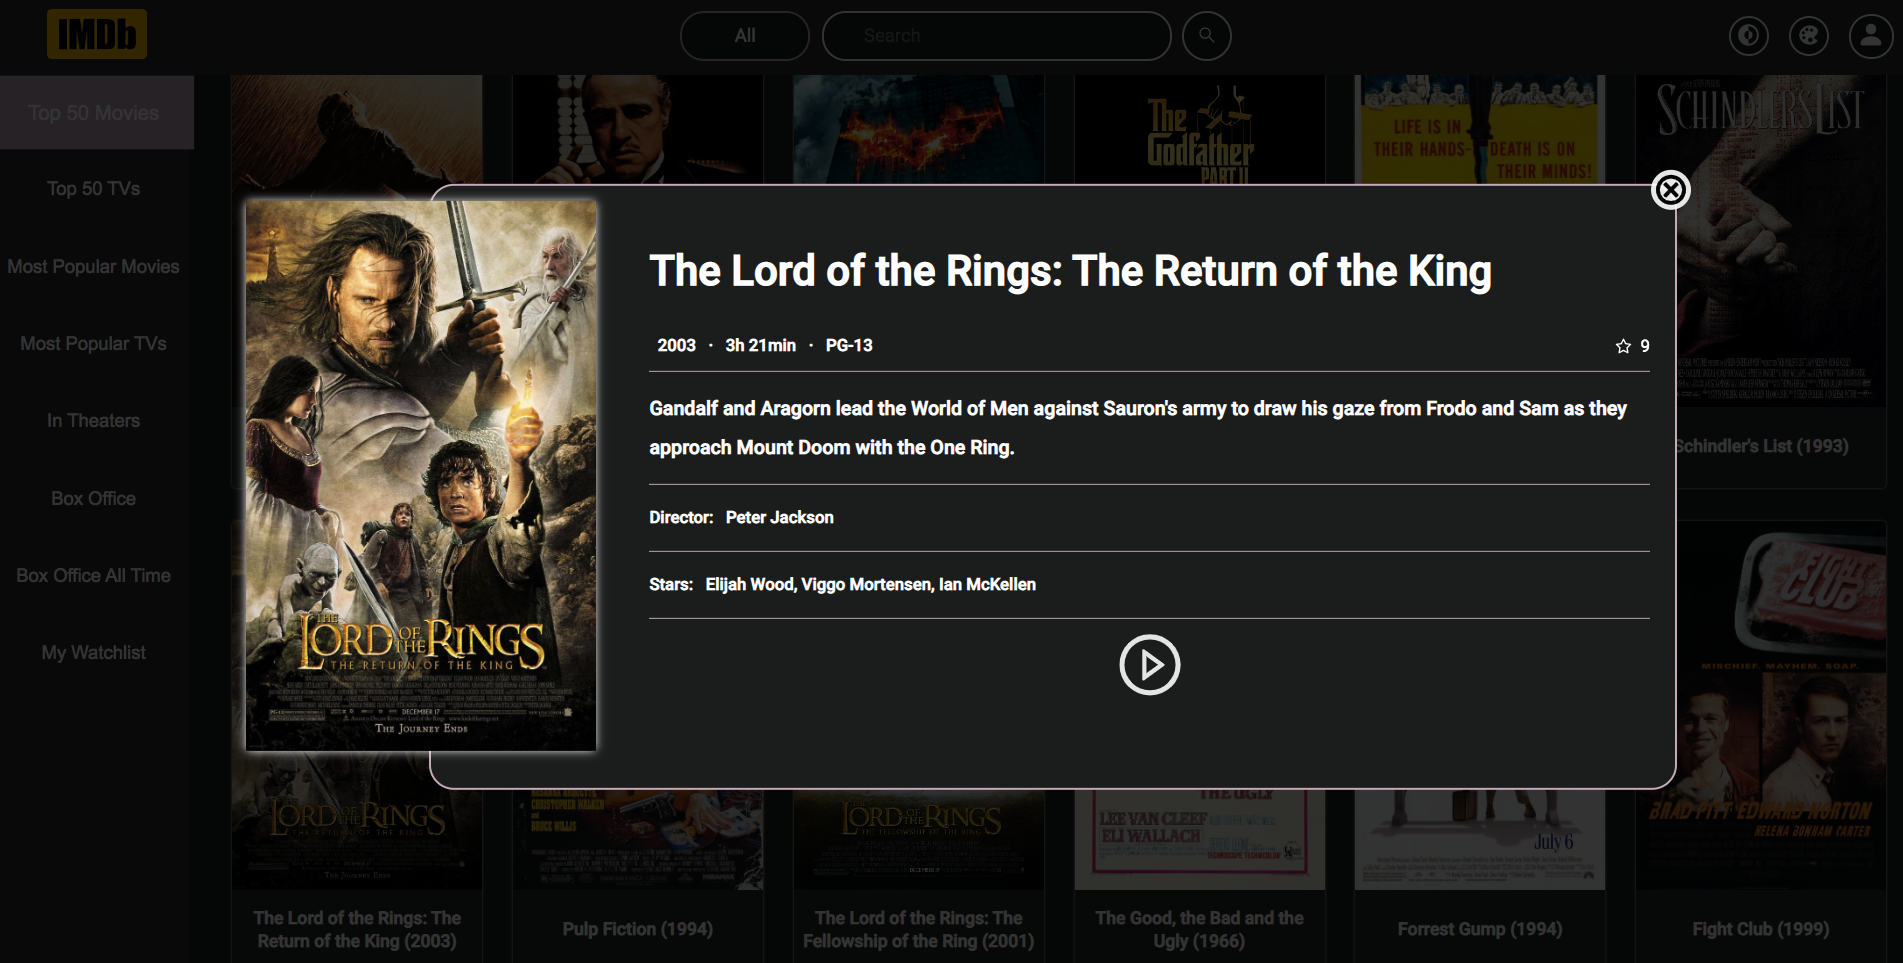 IMDb
All
Search
Top 50 Movies
Top 50 TVs
Most Popular Movies
Most Popular TVs
In Theaters
Box Office
Box Office All Time
My Watchlist
The
Godfather
PART II
LIFE IS IN
THEIR HANDS-
DEATH IS ON
THEIR MINDS!
SCHINDLER'S LIST
The Lord of the Rings: The Return of the King
2003 · 3h 21min · PG-13
9
Gandalf and Aragorn lead the World of Men against Sauron's army to draw his gaze from Frodo and Sam as they
approach Mount Doom with the One Ring.
Director: Peter Jackson
Stars: Elijah Wood, Viggo Mortensen, Ian McKellen
THE
LORD OF THE RINGS
THE RETURN OF THE KING
DECEMBER 17
THE JOURNEY ENDS
Schindler's List (1993)
FIGHT
CLUB
MISCHIEF. MAYHEM. SOAP.
BRAD PITT EDWARD NORTON
HELENA BONHAM CARTER
LORD OF THE RINGS
THE RETURN OF THE KING
THE JOURNEY ENDS
CHRISTOPHER WALKEN
BRUCE WILLIS
LORD OF THE RINGS
THE FELLOWSHIP OF THE RING
THE UGLY
LEE VAN CLEEF
ELI WALLACH
July 6
The Lord of the Rings: The
Return of the King (2003)
Pulp Fiction (1994)
The Lord of the Rings: The
Fellowship of the Ring (2001)
The Good, the Bad and the
Ugly (1966)
Forrest Gump (1994)
Fight Club (1999)